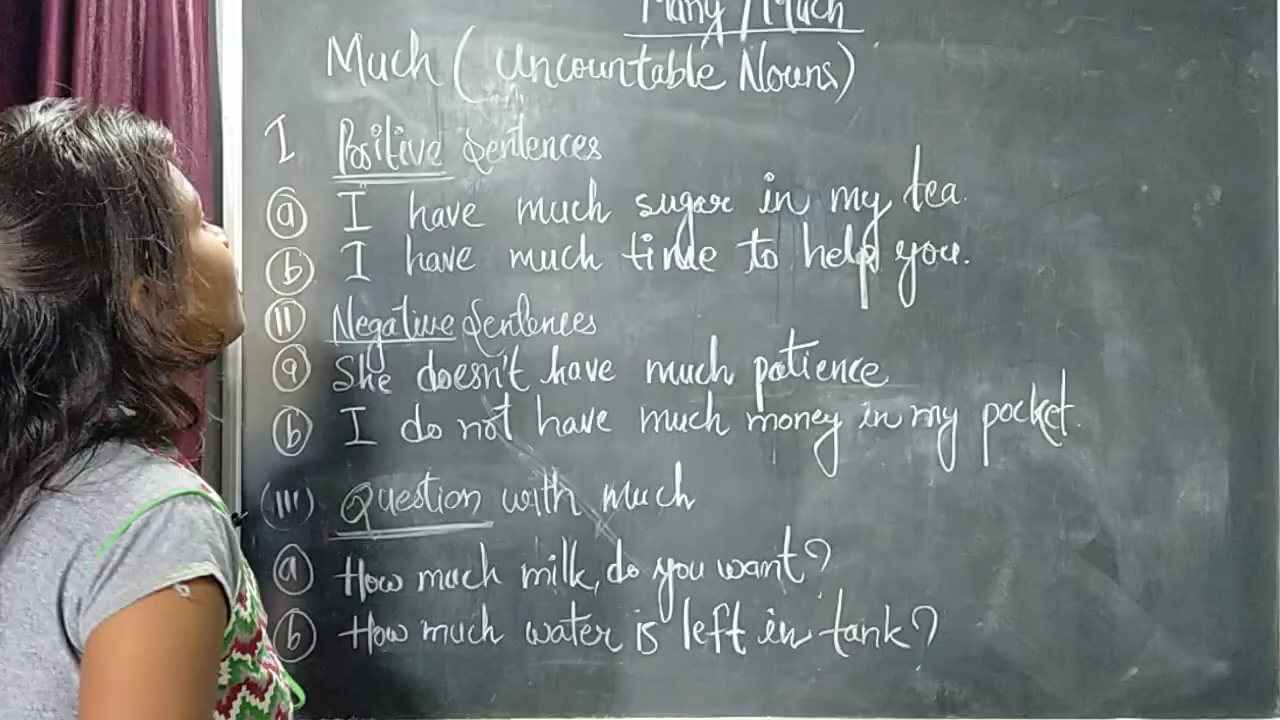 Many / Much
Much ( Uncountable Nouns)
I Positive Sentences
(a) I have much sugar in my tea.
(b) I have much time to help you.
(II) Negative Sentences
(a) She doesn't have much patience
(b) I do not have much money in my pocket.
(III) Question with much
(a) How much milk, do you want?
(b) How much water is left in tank?